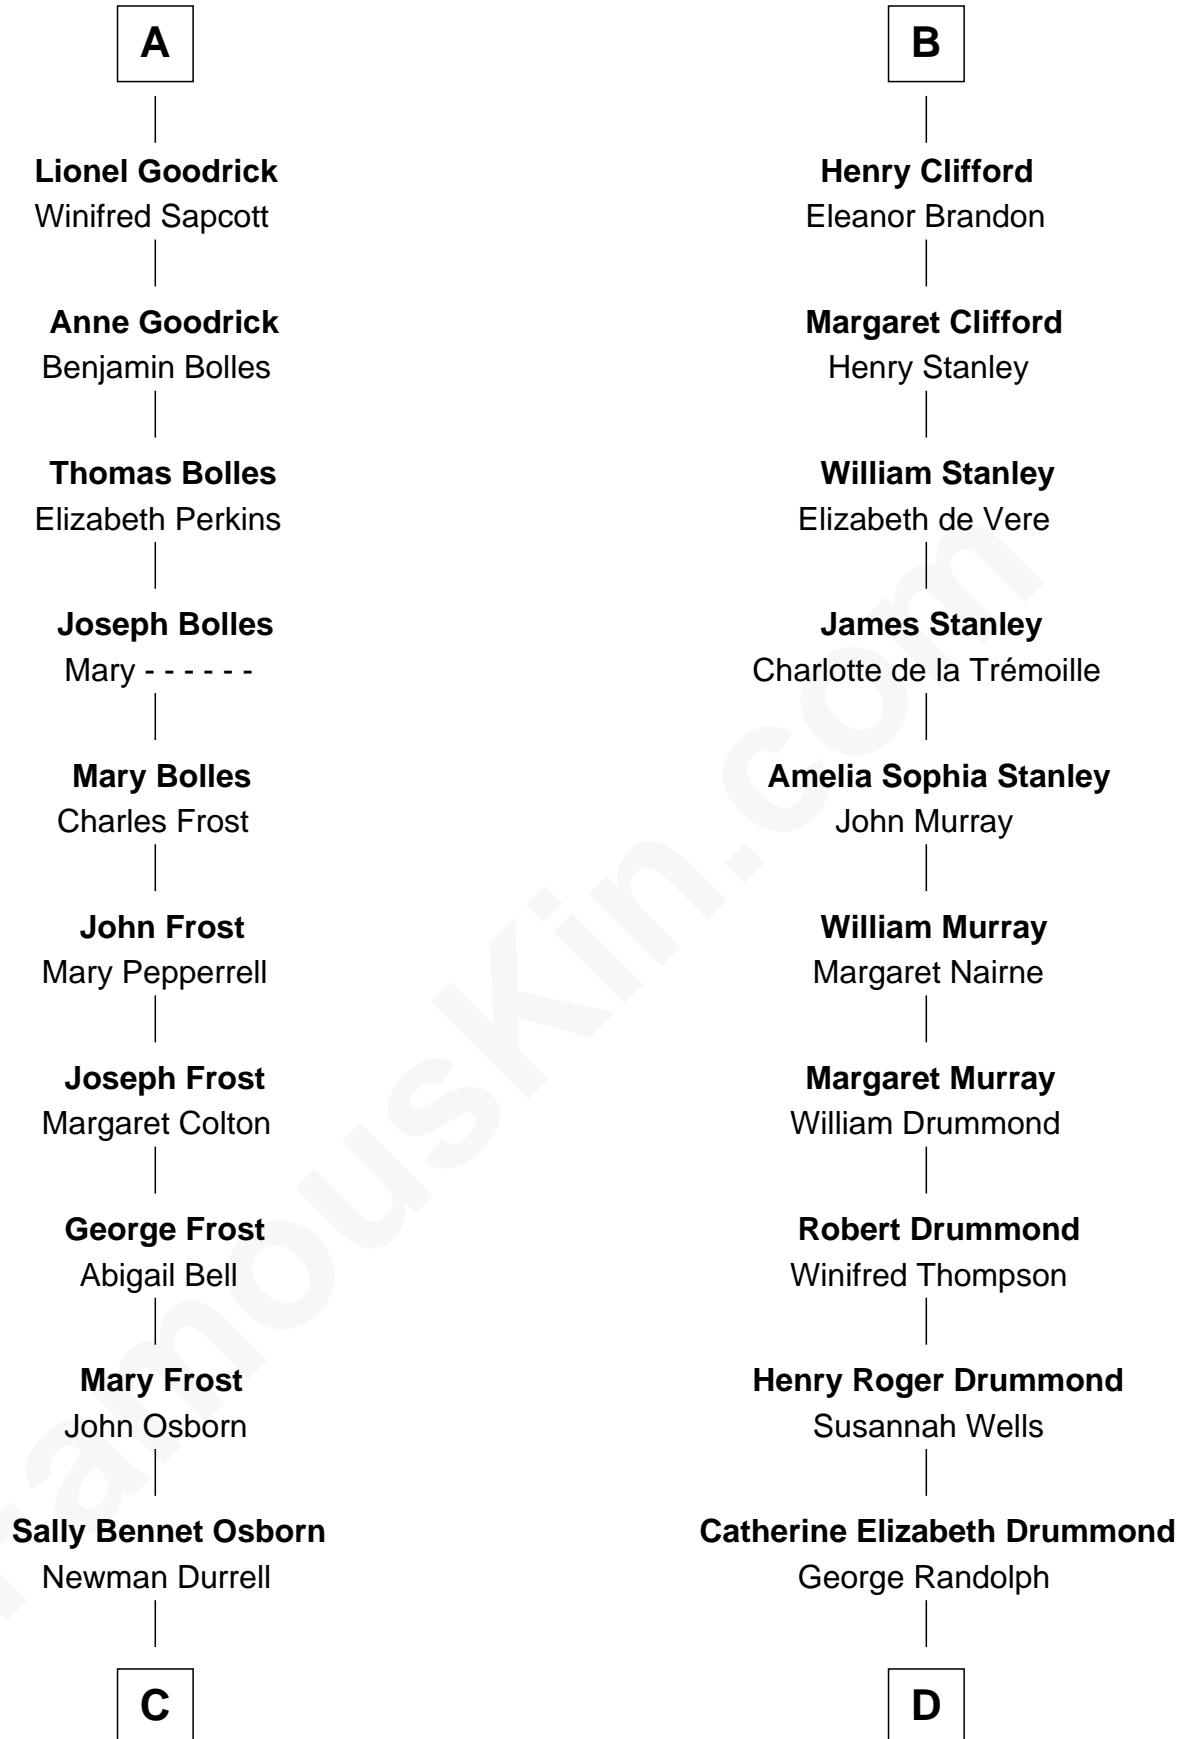 A
Lionel Goodrick
Winifred Sapcott
Anne Goodrick
Benjamin Bolles
Thomas Bolles
Elizabeth Perkins
Joseph Bolles
Mary - - - - - -
Mary Bolles
Charles Frost
John Frost
Mary Pepperrell
Joseph Frost
Margaret Colton
George Frost
Abigail Bell
Mary Frost
John Osborn
Sally Bennet Osborn
Newman Durrell
C
B
Henry Clifford
Eleanor Brandon
Margaret Clifford
Henry Stanley
William Stanley
Elizabeth de Vere
James Stanley
Charlotte de la Trémoille
Amelia Sophia Stanley
John Murray
William Murray
Margaret Nairne
Margaret Murray
William Drummond
Robert Drummond
Winifred Thompson
Henry Roger Drummond
Susannah Wells
Catherine Elizabeth Drummond
George Randolph
D
FamousKin.com